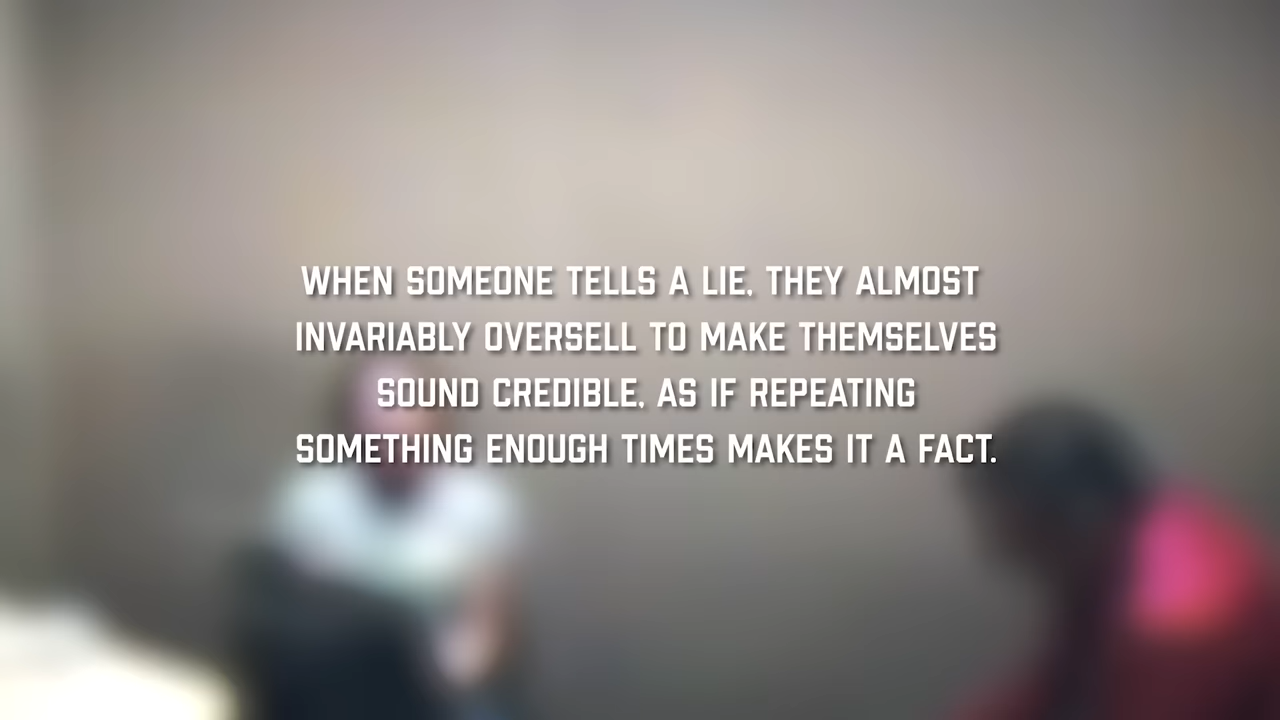 WHEN SOMEONE TELLS A LIE, THEY ALMOST
INVARIABLY OVERSELL TO MAKE THEMSELVES
SOUND CREDIBLE, AS IF REPEATING
SOMETHING ENOUGH TIMES MAKES IT A FACT.